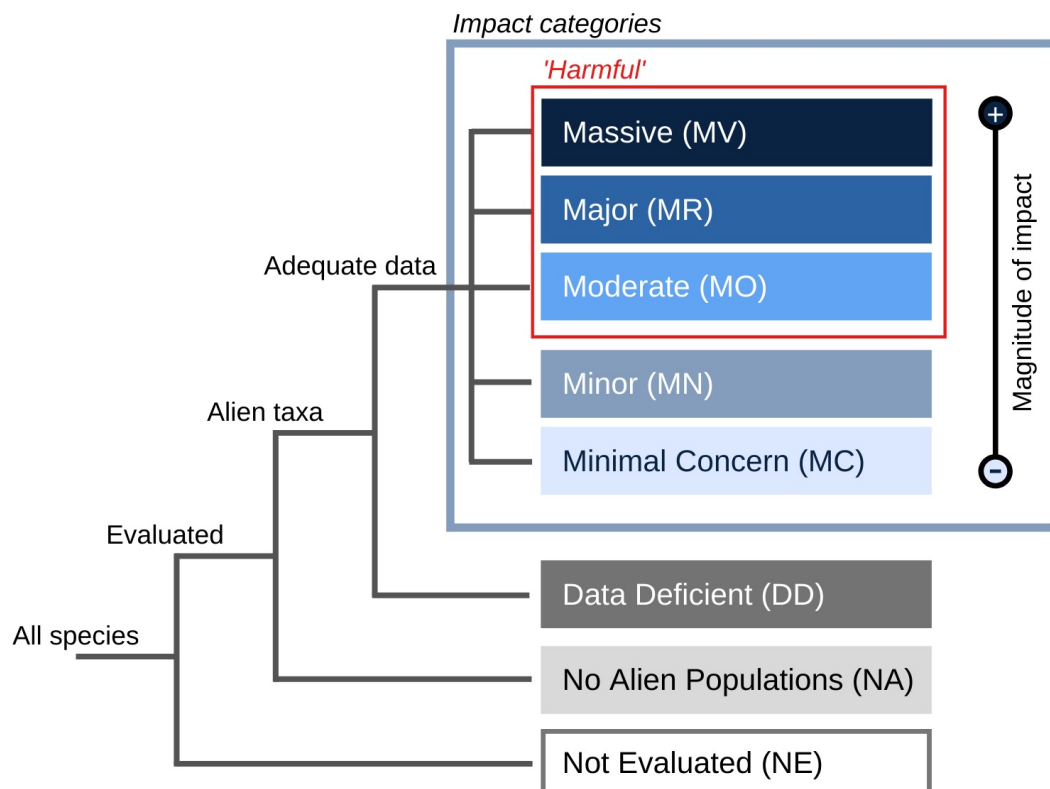 Impact categories
'Harmful'
Massive (MV)
+
Major (MR)
Magnitude of impact
Adequate data
Moderate (MO)
Minor (MN)
Alien taxa
Minimal Concern (MC)
-
Evaluated
Data Deficient (DD)
All species
No Alien Populations (NA)
Not Evaluated (NE)